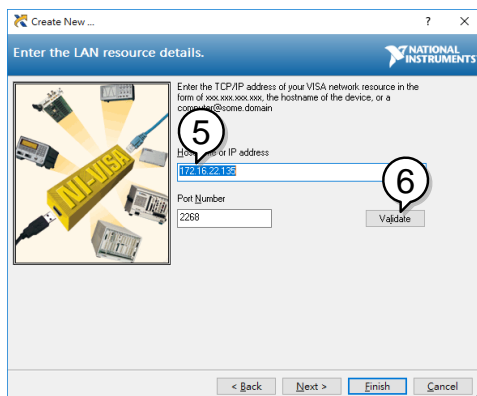 Create New ...
Enter the LAN resource details.
NATIONAL
INSTRUMENTS
Enter the TCP/IP address of your VISA network resource in the
form of xxx.xxx.xxx.xxx, the hostname of the device, or a
computer@some.domain
5
Hostname or IP address
172.16.22.135
6
Port Number
2268
Validate
NI-VISA
< Back
Next >
Finish
Cancel